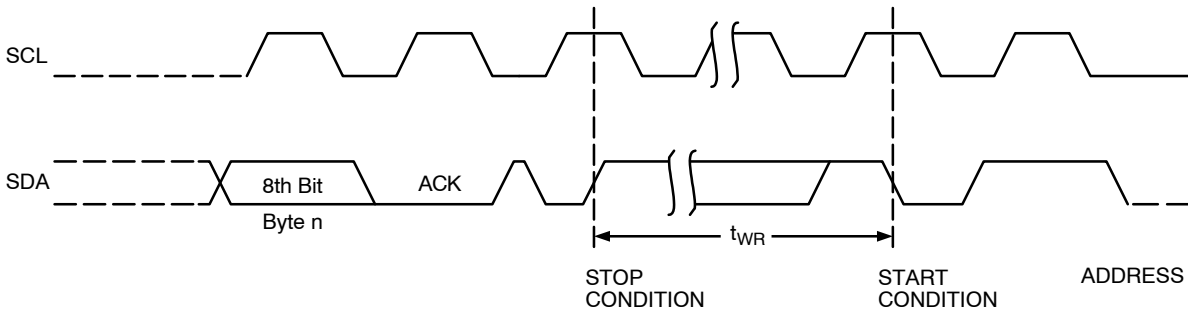 SCL
SDA
8th Bit
ACK
Byte n
tWR
STOP
CONDITION
START
CONDITION
ADDRESS